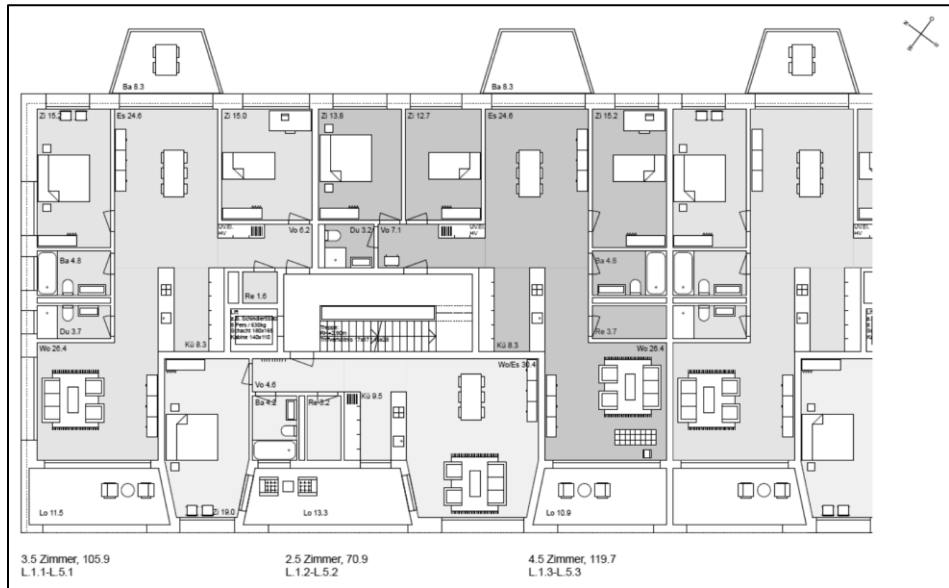 Ba 8.3
Ba 8.3
Zi 15.2
Es 24.6
Zi 15.0
Zi 13.8
Zi 12.7
Es 24.6
Zi 15.2
Vo 6.2
Du 3.2
Vo 7.1
Ba 4.8
Ba 4.8
Re 1.6
Du 3.7
Re 3.7
Kü 8.3
Kü 8.3
Wo 26.4
Wo 26.4
Wo/Es 30.4
Vo 4.6
Ba 4.2
Re 3.2
Kü 9.5
Lo 11.5
Zi 19.0
Lo 13.3
Lo 10.9
3.5 Zimmer, 105.9
L.1.1-L.5.1
2.5 Zimmer, 70.9
L.1.2-L.5.2
4.5 Zimmer, 119.7
L.1.3-L.5.3